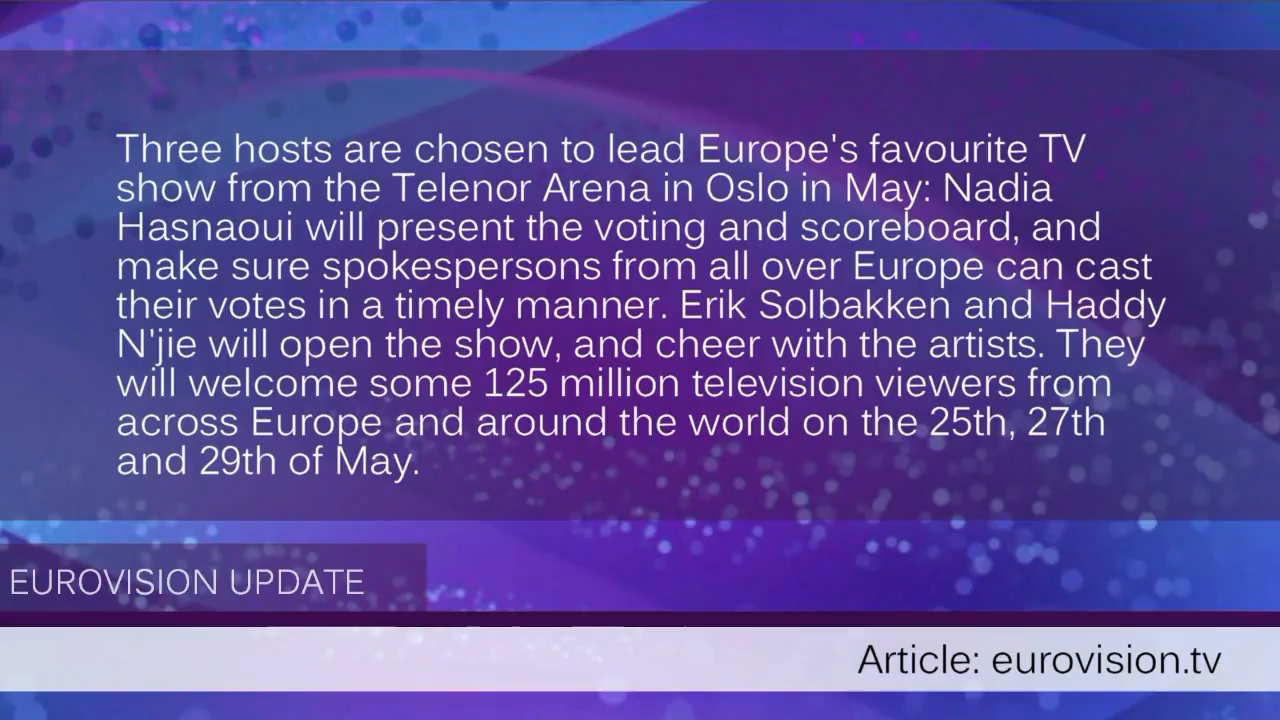 Three hosts are chosen to lead Europe's favourite TV
show from the Telenor Arena in Oslo in May: Nadia
Hasnaoui will present the voting and scoreboard, and
make sure spokespersons from all over Europe can cast
their votes in a timely manner. Erik Solbakken and Haddy
N'jie will open the show, and cheer with the artists. They
will welcome some 125 million television viewers from
across Europe and around the world on the 25th, 27th
and 29th of May.
EUROVISION UPDATE
Article: eurovision.tv